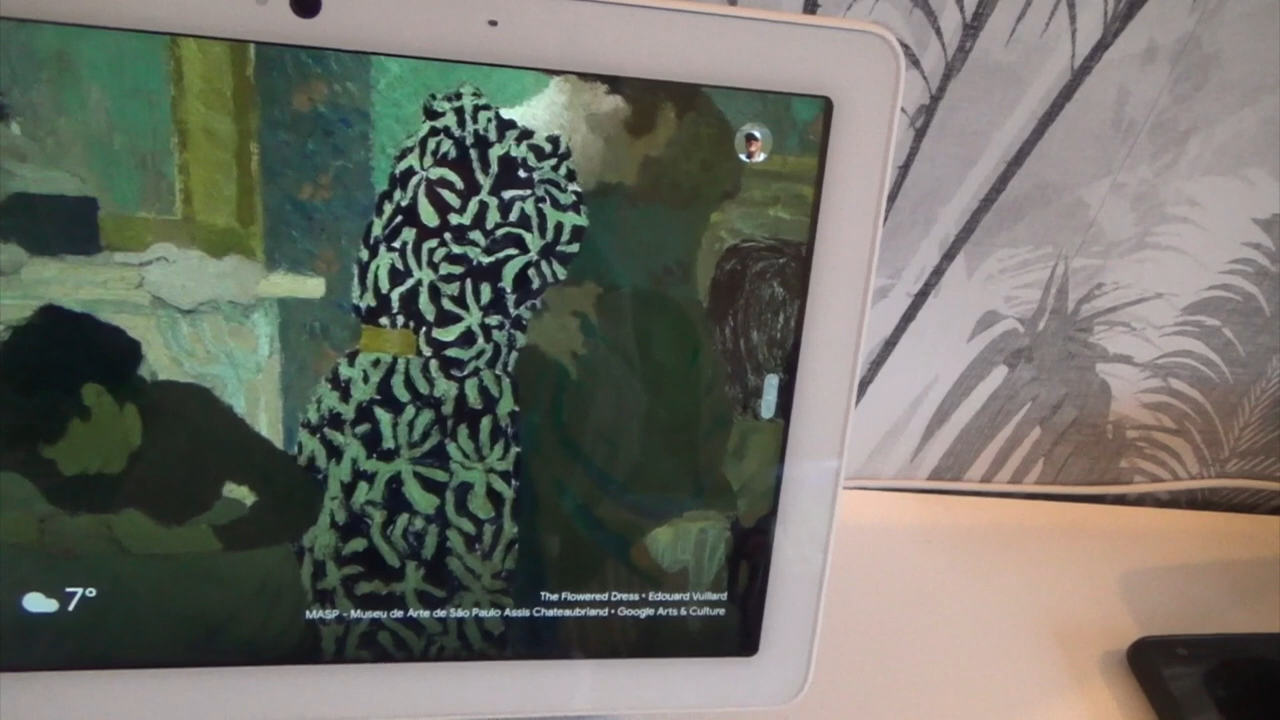 7°
The Flowered Dress • Edouard Vuillard
MASP - Museu de Arte de São Paulo Assis Chateaubriand • Google Arts & Culture